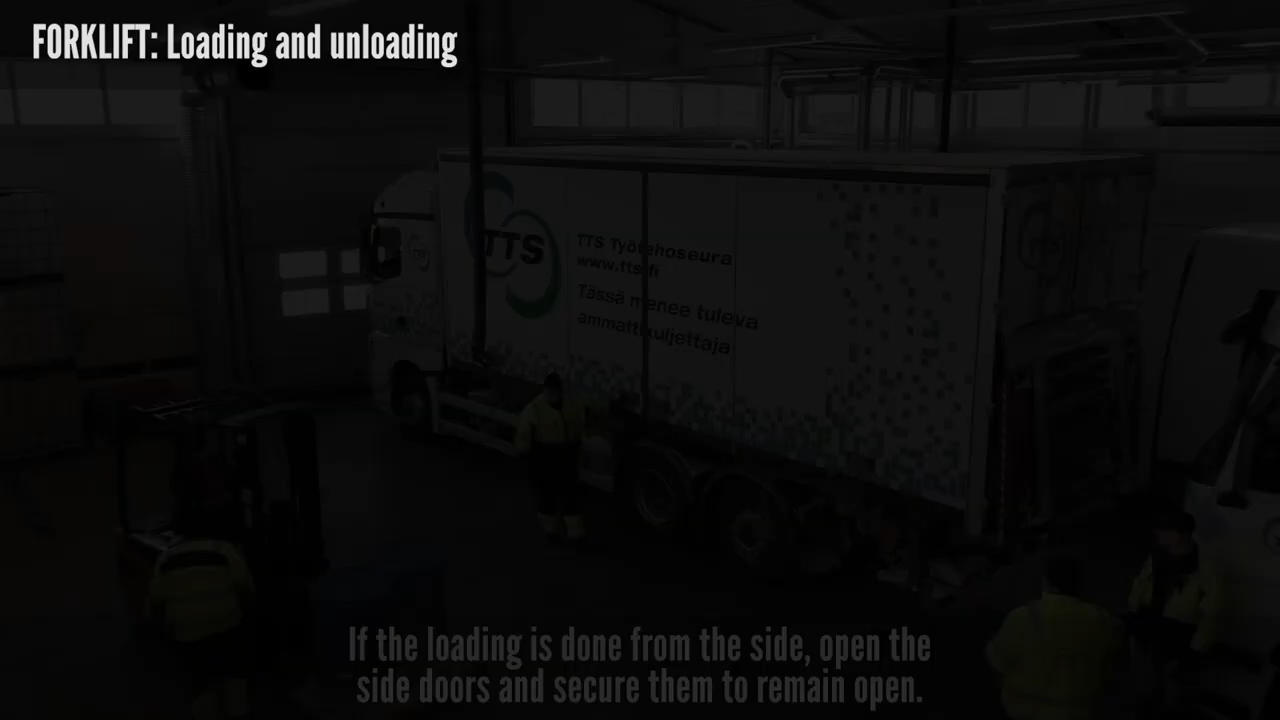 FORKLIFT: Loading and unloading
TTS
TTS Työtehoseura
www.tts.fi
Tässä menee tuleva
ammattikuljettaja
TTS
If the loading is done from the side, open the
side doors and secure them to remain open.